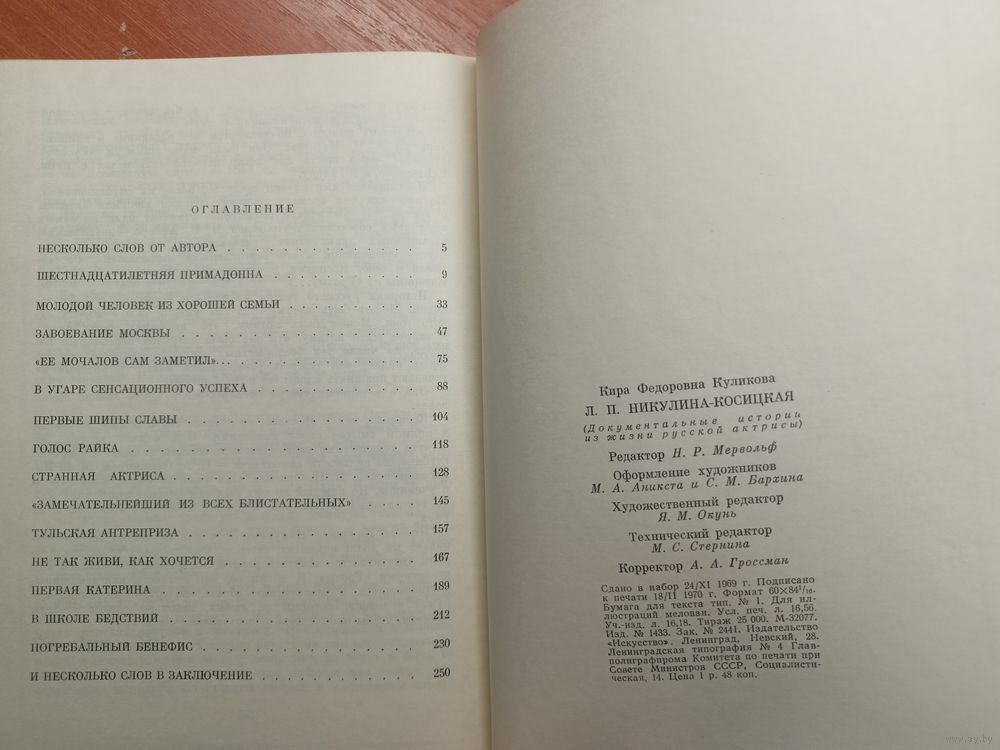 ОГЛАВЛЕНИЕ
НЕСКОЛЬКО СЛОВ ОТ АВТОРА . . . . . . . . . . . . . 5
ШЕСТНАДЦАТИЛЕТНЯЯ ПРИМАДОННА . . . . . . . . . . 9
МОЛОДОЙ ЧЕЛОВЕК ИЗ ХОРОШЕЙ СЕМЬИ . . . . . . . . . 33
ЗАВОЕВАНИЕ МОСКВЫ . . . . . . . . . . . . . . . . 47
«ЕЕ МОЧАЛОВ САМ ЗАМЕТИЛ»... . . . . . . . . . . . . 75
В УГАРЕ СЕНСАЦИОННОГО УСПЕХА . . . . . . . . . . . 88
ПЕРВЫЕ ШИПЫ СЛАВЫ . . . . . . . . . . . . . . . . 104
ГОЛОС РАЙКА . . . . . . . . . . . . . . . . . . . 118
СТРАННАЯ АКТРИСА . . . . . . . . . . . . . . . . . 128
«ЗАМЕЧАТЕЛЬНЕЙШИЙ ИЗ ВСЕХ БЛИСТАТЕЛЬНЫХ» . . . . 145
ТУЛЬСКАЯ АНТРЕПРИЗА . . . . . . . . . . . . . . . 157
НЕ ТАК ЖИВИ, КАК ХОЧЕТСЯ . . . . . . . . . . . . . 167
ПЕРВАЯ КАТЕРИНА . . . . . . . . . . . . . . . . . 189
В ШКОЛЕ БЕДСТВИЙ . . . . . . . . . . . . . . . . . 212
ПОГРЕБАЛЬНЫЙ БЕНЕФИС . . . . . . . . . . . . . . . 230
И НЕСКОЛЬКО СЛОВ В ЗАКЛЮЧЕНИЕ . . . . . . . . . . . 250
Кира Федоровна Куликова
Л. П. НИКУЛИНА-КОСИЦКАЯ
(Документальные истории
из жизни русской актрисы)
Редактор Н. Р. Мервольф
Оформление художников
М. А. Аникста и С. М. Бархина
Художественный редактор
Я. М. Окунь
Технический редактор
М. С. Стернина
Корректор А. А. Гроссман
Сдано в набор 24/XI 1969 г. Подписано
к печати 18/II 1970 г. Формат 60×84¹/₁₆.
Бумага для текста тип. № 1. Для ил-
люстраций мелован. Усл. печ. л. 16,56.
Уч.-изд. л. 16,18. Тираж 25 000. М-32077.
Изд. № 1433. Зак. № 2441. Издательство
«Искусство». Ленинград, Невский, 28.
Ленинградская типография № 4 Глав-
полиграфпрома Комитета по печати при
Совете Министров СССР, Социалисти-
ческая, 14. Цена 1 р. 48 коп.
www.ay.by